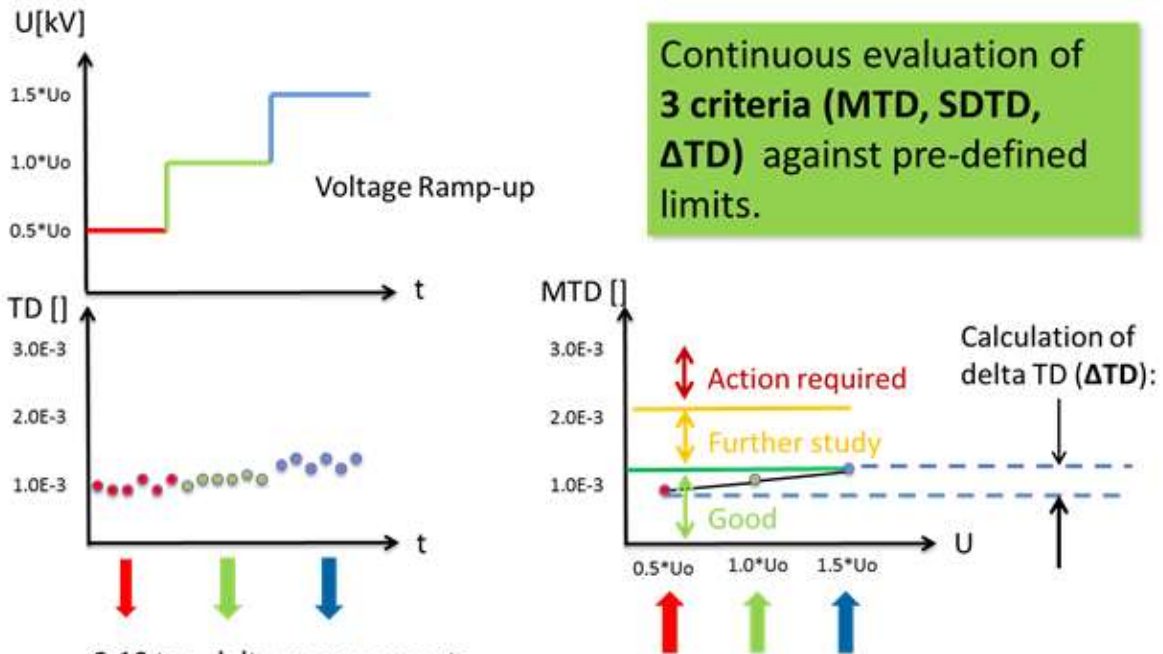 U[kV]
1.5*Uo
1.0*Uo
0.5*Uo
Voltage Ramp-up
t
Continuous evaluation of
3 criteria (MTD, SDTD,
ΔTD) against pre-defined
limits.
TD []
3.0E-3
2.0E-3
1.0E-3
t
MTD []
3.0E-3
2.0E-3
1.0E-3
Action required
Further study
Good
U
0.5*Uo 1.0*Uo 1.5*Uo
Calculation of
delta TD (ΔTD):